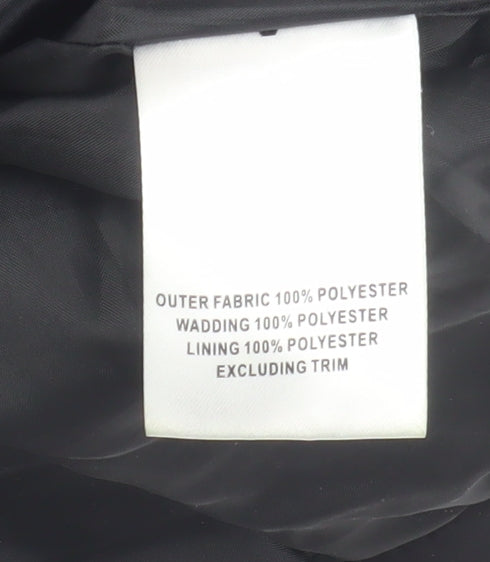 OUTER FABRIC 100% POLYESTER
WADDING 100% POLYESTER
LINING 100% POLYESTER
EXCLUDING TRIM